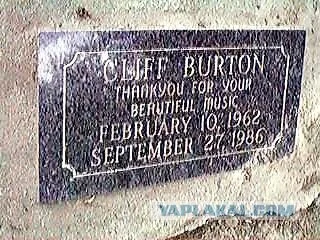 CLIFF BURTON
THANKYOU FOR YOUR
BEAUTIFUL MUSIC
FEBRUARY 10, 1962
SEPTEMBER 27, 1986
YAPLAKAL.COM